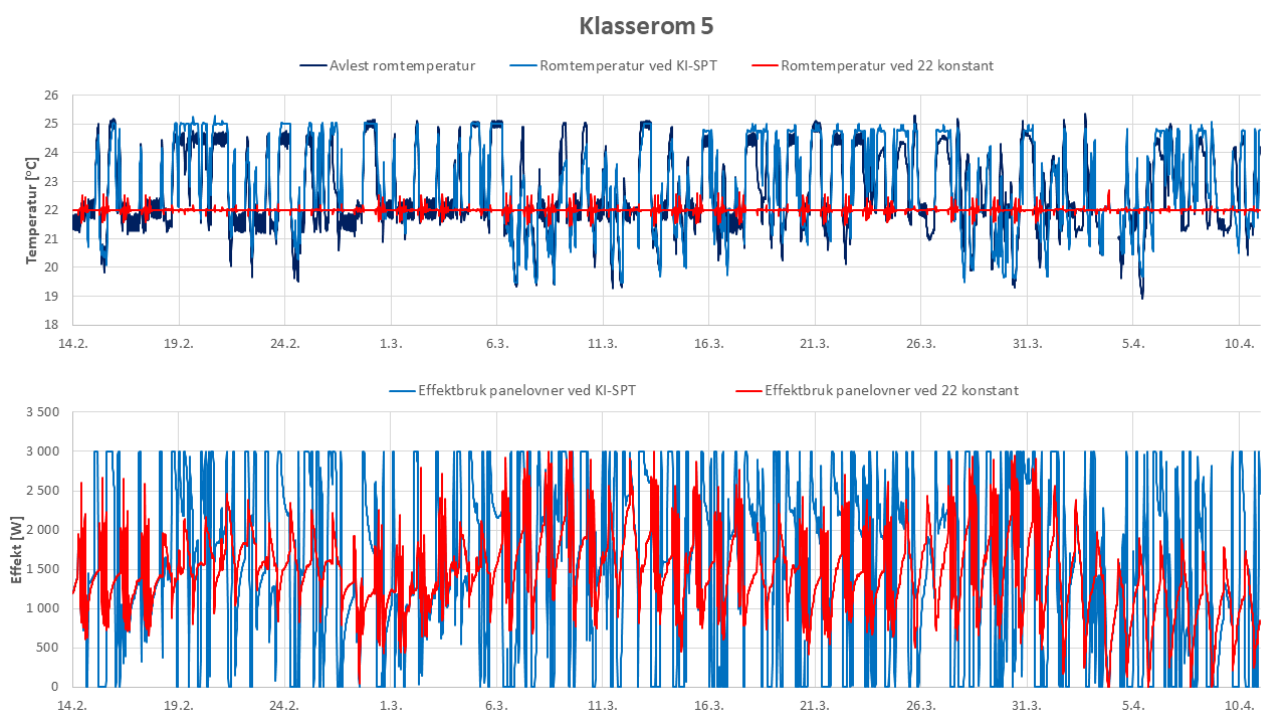 Klasserom 5
Avlest romtemperatur Romtemperatur ved KI-SPT Romtemperatur ved 22 konstant
Temperatur [°C]
26
25
24
23
22
21
20
19
18
14.2. 19.2. 24.2. 1.3. 6.3. 11.3. 16.3. 21.3. 26.3. 31.3. 5.4. 10.4.
Effektbruk panelovner ved KI-SPT Effektbruk panelovner ved 22 konstant
Effekt [W]
3 500
3 000
2 500
2 000
1 500
1 000
500
0
14.2. 19.2. 24.2. 1.3. 6.3. 11.3. 16.3. 21.3. 26.3. 31.3. 5.4. 10.4.